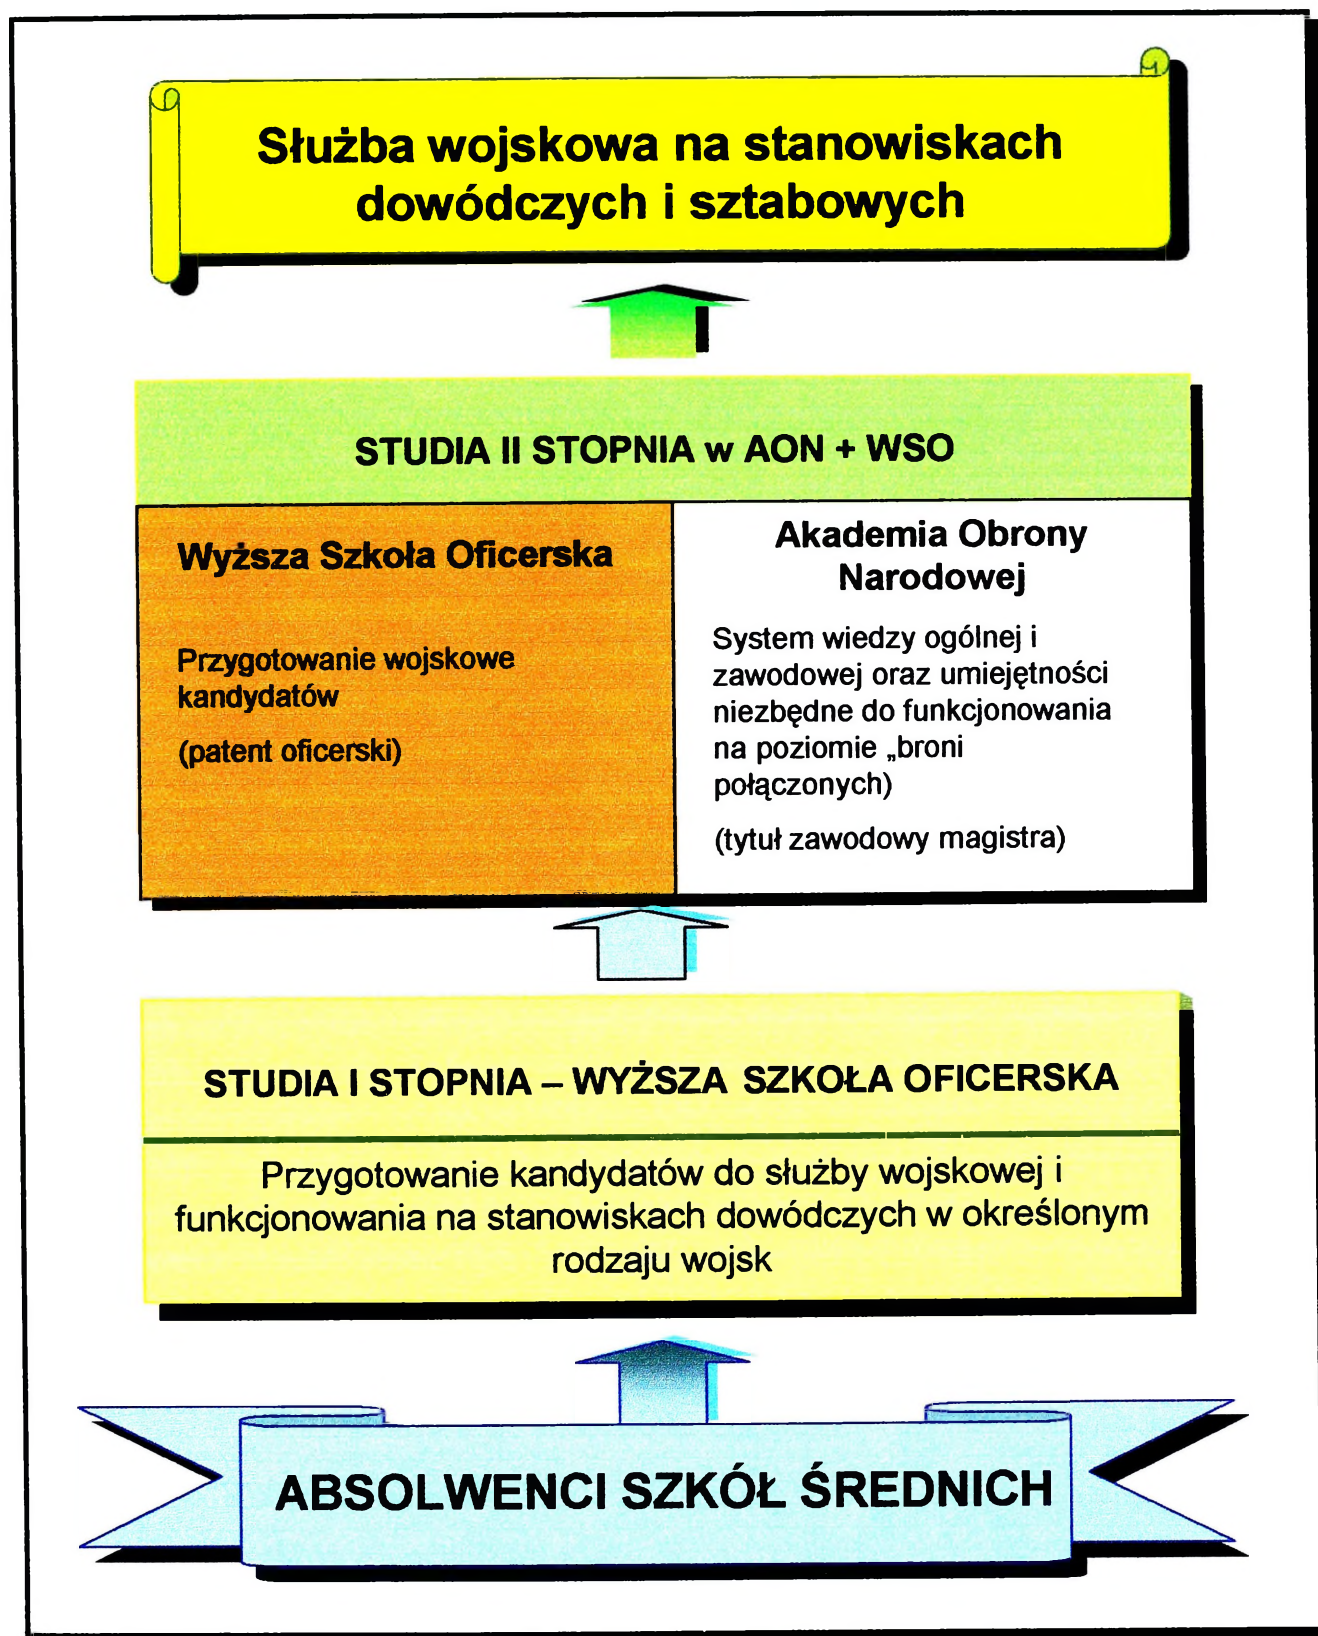 Służba wojskowa na stanowiskach
dowódczych i sztabowych
STUDIA II STOPNIA w AON + WSO
Wyższa Szkoła Oficerska
Przygotowanie wojskowe
kandydatów
(patent oficerski)
Akademia Obrony
Narodowej
System wiedzy ogólnej i
zawodowej oraz umiejętności
niezbędne do funkcjonowania
na poziomie „broni
połączonych)
(tytuł zawodowy magistra)
STUDIA I STOPNIA – WYŻSZA SZKOŁA OFICERSKA
Przygotowanie kandydatów do służby wojskowej i
funkcjonowania na stanowiskach dowódczych w określonym
rodzaju wojsk
ABSOLWENCI SZKÓŁ ŚREDNICH